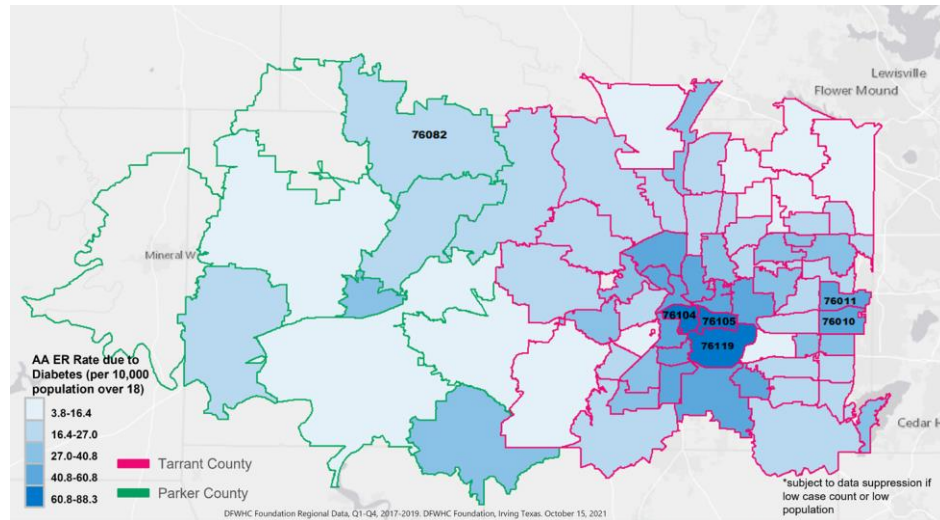 Lewisville
Flower Mound
76082
Mineral W
76011
76104
76105
76010
76119
AA ER Rate due to
Diabetes (per 10,000
population over 18)
3.8-16.4
16.4-27.0
27.0-40.8
40.8-60.8
60.8-88.3
Tarrant County
Parker County
Cedar H
*subject to data suppression if
low case count or low
population
DFWHC Foundation Regional Data, Q1-Q4, 2017-2019. DFWHC Foundation, Irving Texas. October 15, 2021